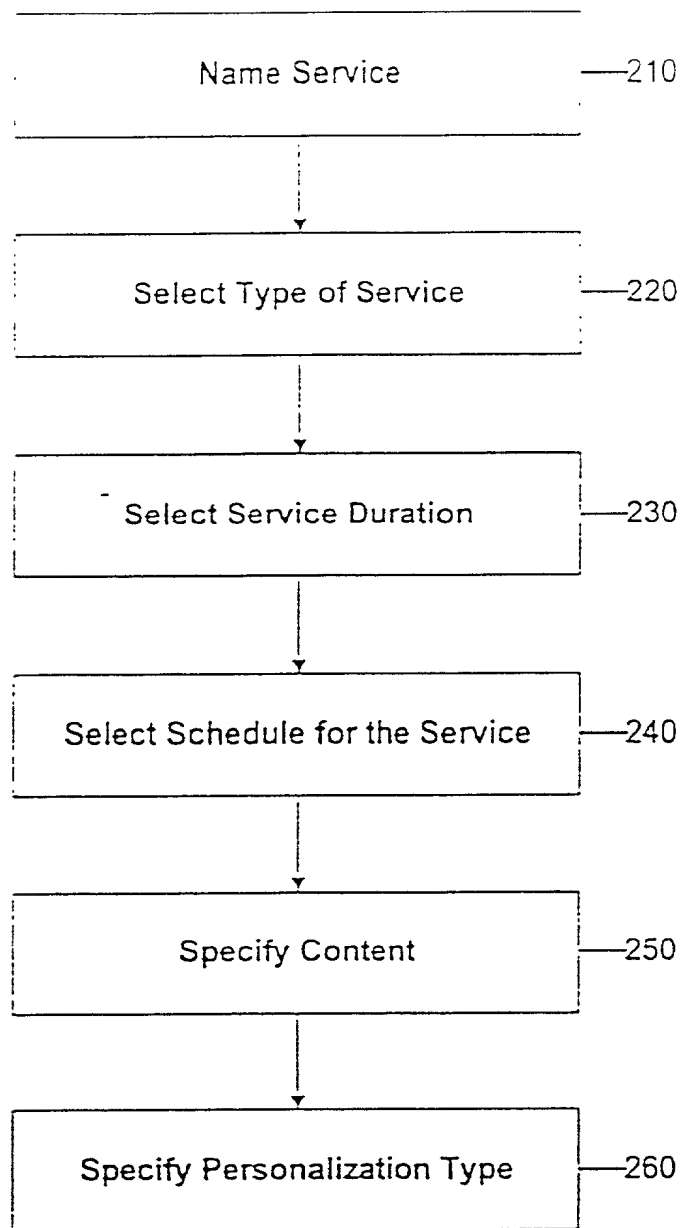 Name Service
210
Select Type of Service
220
Select Service Duration
230
Select Schedule for the Service
240
Specify Content
250
Specify Personalization Type
260